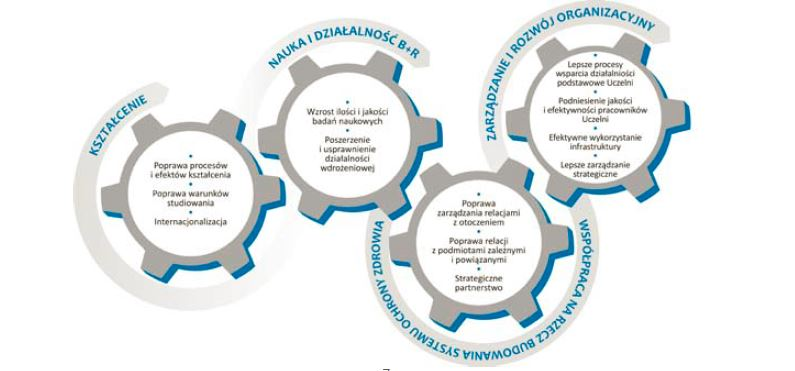 KSZTAŁCENIE
•
Poprawa procesów
i efektów kształcenia
•
Poprawa warunków
studiowania
•
Internacjonalizacja
NAUKA I DZIAŁALNOŚĆ B+R
•
Wzrost ilości i jakości
badań naukowych
•
Poszerzenie
i usprawnienie
działalności
wdrożeniowej
WSPÓŁPRACA NA RZECZ BUDOWANIA SYSTEMU OCHRONY ZDROWIA
•
Poprawa
zarządzania relacjami
z otoczeniem
•
Poprawa relacji
z podmiotami zależnymi
i powiązanymi
•
Strategiczne
partnerstwo
ZARZĄDZANIE I ROZWÓJ ORGANIZACYJNY
•
Lepsze procesy
wsparcia działalniości
podstawowe Uczelni
•
Podniesienie jakości
i efektywności pracowników
Uczelni
•
Efektywne wykorzystanie
infrastruktury
•
Lepsze zarządzanie
strategiczne